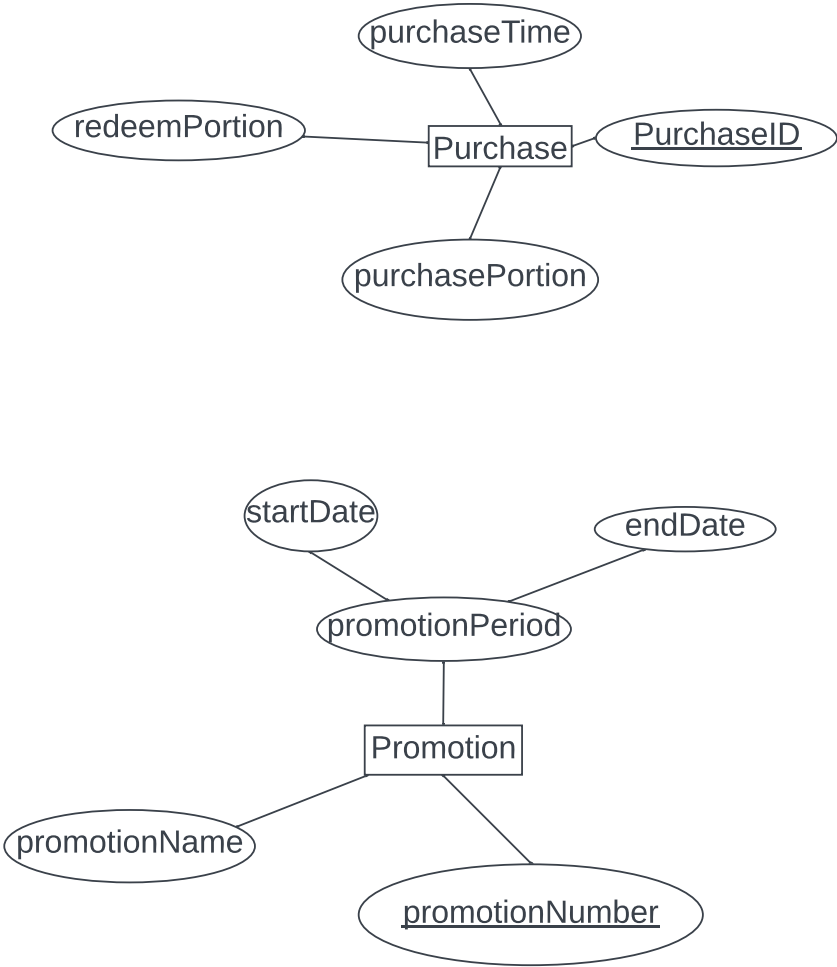 purchaseTime
redeemPortion
Purchase
PurchaseID
purchasePortion
startDate
endDate
promotionPeriod
Promotion
promotionName
promotionNumber